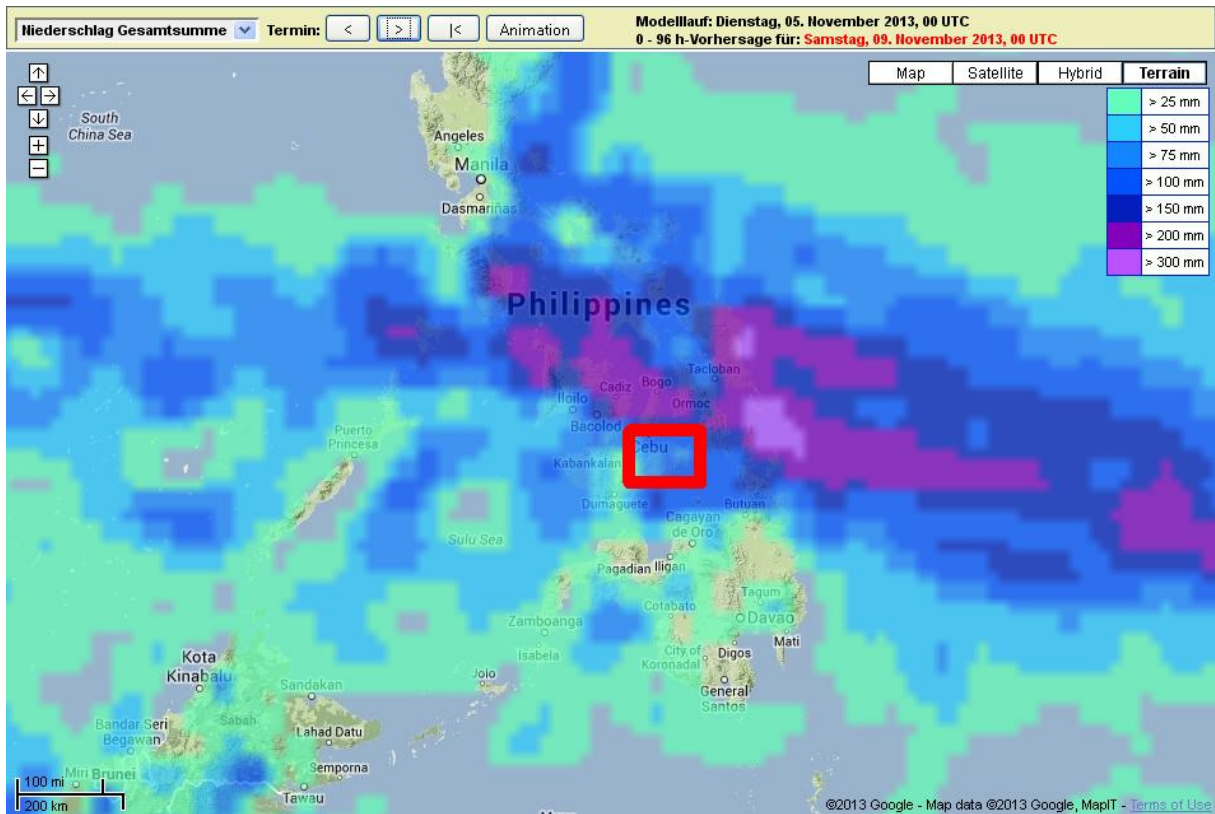 Niederschlag Gesamtsumme
Termin:
<
>
|<
Animation
Modelllauf: Dienstag, 05. November 2013, 00 UTC
0 - 96 h-Vorhersage für: Samstag, 09. November 2013, 00 UTC
Map
Satellite
Hybrid
Terrain
> 25 mm
> 50 mm
> 75 mm
> 100 mm
> 150 mm
> 200 mm
> 300 mm
South
China Sea
Angeles
Manila
Dasmariñas
Philippines
Tacloban
Cadiz
Bogo
Iloilo
Ormoc
Bacolod
Puerto
Princesa
Cebu
Kabankalan
Dumaguete
Butuan
Cagayan
de Oro
Sulu Sea
Pagadian
Iligan
Tagum
Cotabato
Davao
Zamboanga
Mati
Isabela
City of
Koronadal
Digos
Kota
Kinabalu
Jolo
General
Santos
Sandakan
Bandar Seri
Begawan
Sabah
Lahad Datu
Semporna
Miri
Brunei
Tawau
100 mi
200 km
©2013 Google - Map data ©2013 Google, MapIT - Terms of Use